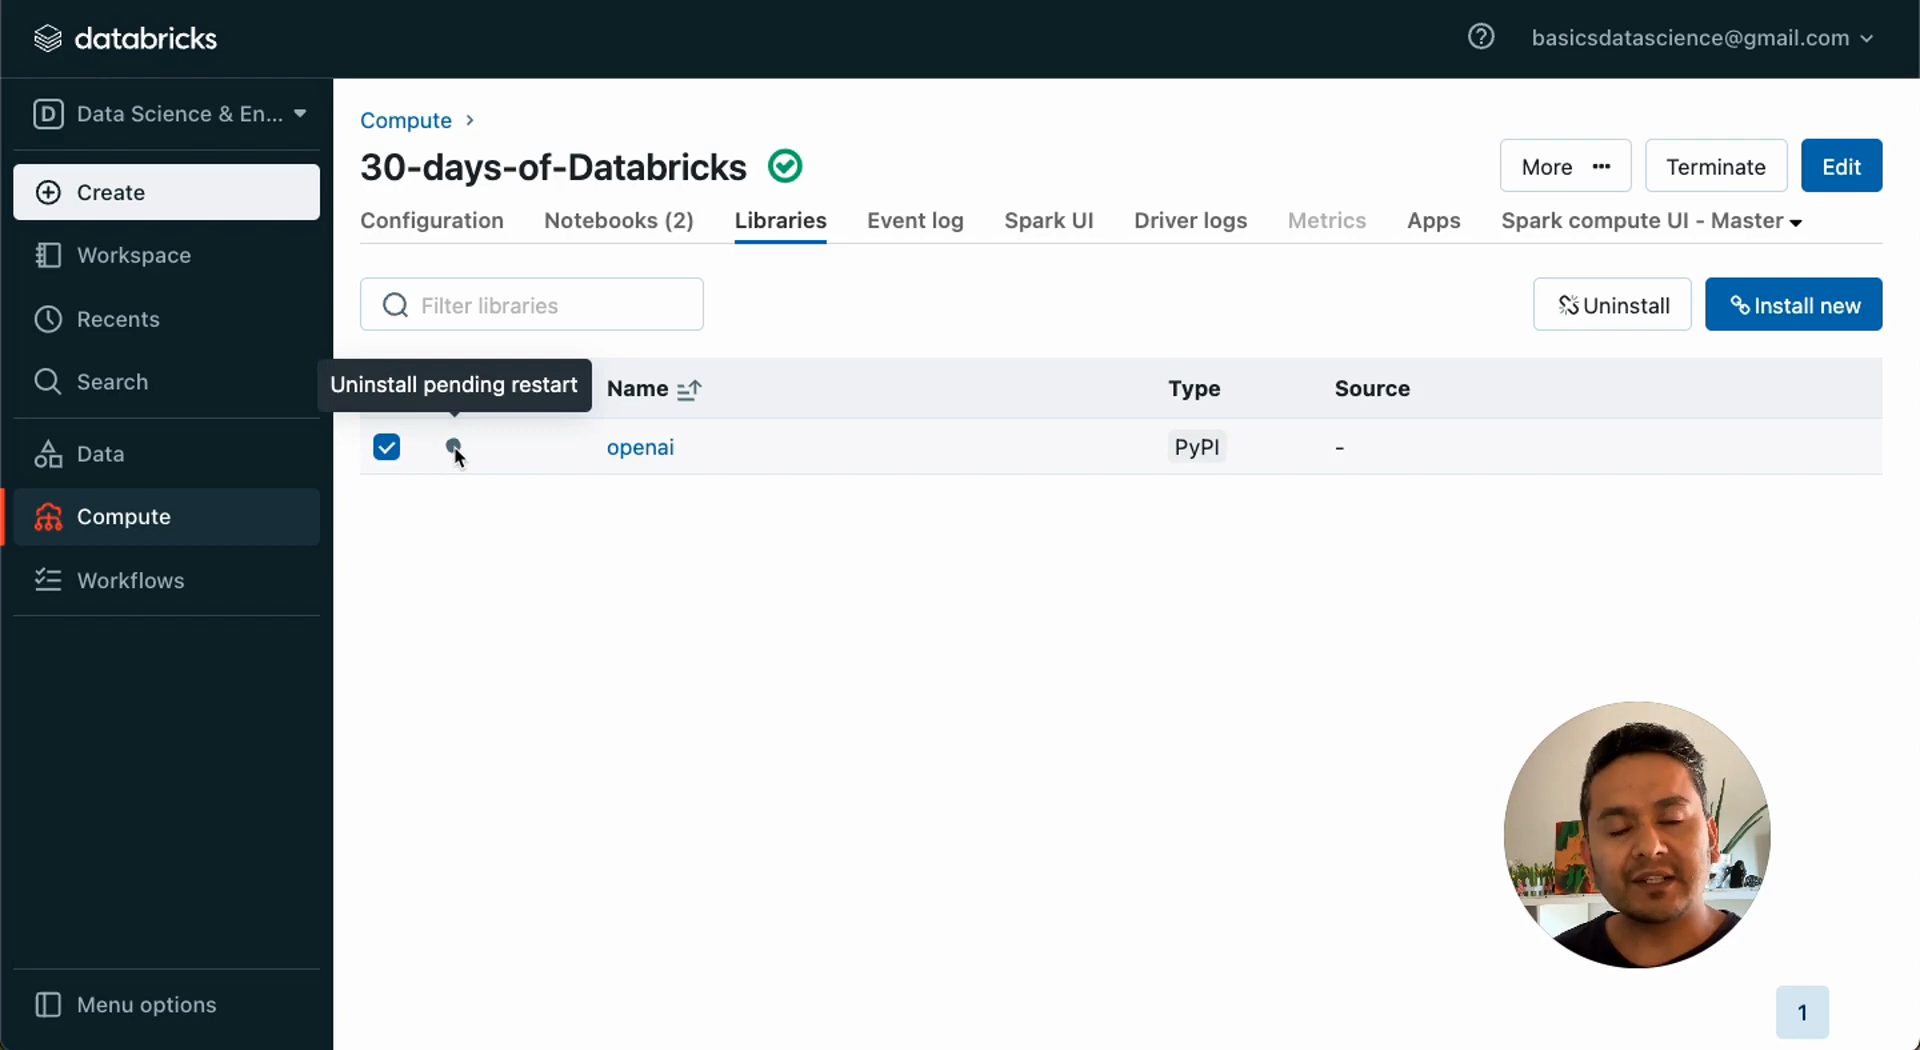 databricks
basicsdatascience@gmail.com
D Data Science & En...
Create
Workspace
Recents
Search
Data
Compute
Workflows
Menu options
Compute >
30-days-of-Databricks
More ...
Terminate
Edit
Configuration Notebooks (2) Libraries Event log Spark UI Driver logs Metrics Apps Spark compute UI - Master
Filter libraries
Uninstall
Install new
Uninstall pending restart
Name Type Source
openai PyPI -
1